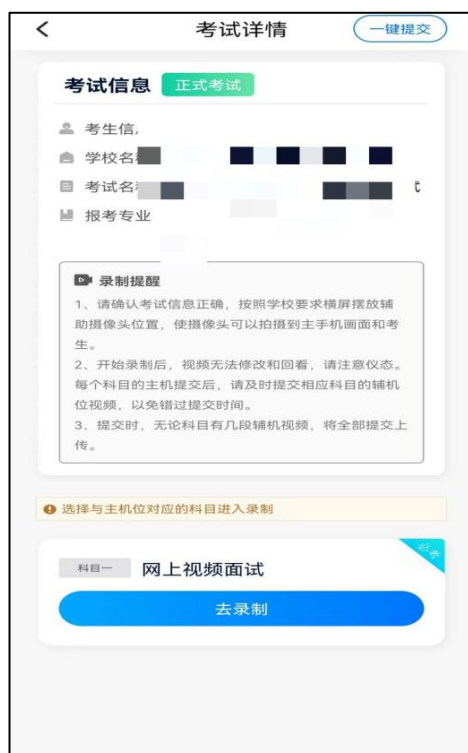 考试详情
一键提交
考试信息
正式考试
考生信
学校名
考试名
报考专业
录制提醒
1、请确认考试信息正确，按照学校要求横屏摆放辅
助摄像头位置，使摄像头可以拍摄到主手机画面和考
生。
2、开始录制后，视频无法修改和回看，请注意仪态。
每个科目的主机提交后，请及时提交相应科目的辅机
位视频，以免错过提交时间。
3、提交时，无论科目有几段辅机视频，将全部提交上
传。
选择与主机位对应的科目进入录制
必考
科目一
网上视频面试
去录制